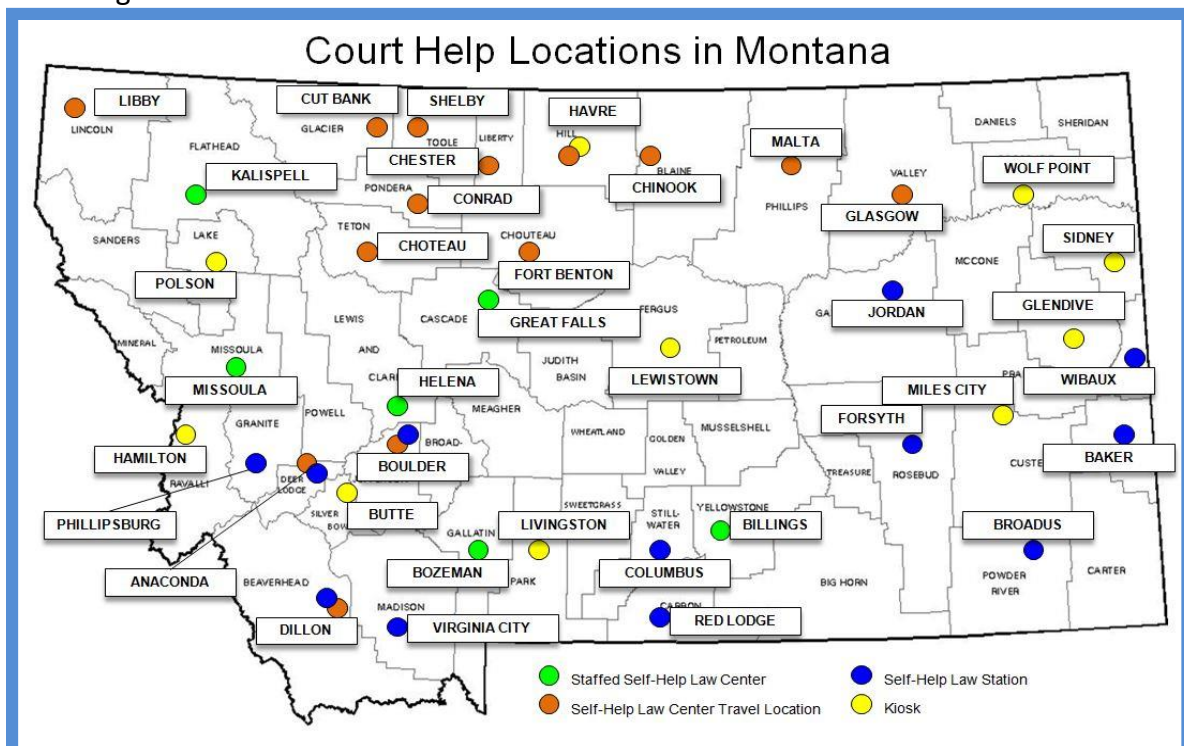 Court Help Locations in Montana
LIBBY
CUT BANK
SHELBY
HAVRE
LINCOLN
GLACIER
TOOLE
LIBERTY
HILL
DANIELS
SHERIDAN
FLATHEAD
CHESTER
MALTA
BLAINE
KALISPELL
PONDERA
CONRAD
CHINOOK
VALLEY
WOLF POINT
PHILLIPS
GLASGOW
SANDERS
LAKE
TETON
CHOTEAU
CHOUTEAU
SIDNEY
POLSON
FORT BENTON
MCCONE
GREAT FALLS
FERGUS
JORDAN
GLENDIVE
LEWIS
CASCADE
GA
MINERAL
MISSOULA
AND
JUDITH
BASIN
PETROLEUM
MISSOULA
CLAR
HELENA
LEWISTOWN
MILES CITY
PRA
WIBAUX
GRANITE
POWELL
MEAGHER
FORSYTH
HAMILTON
BROAD-
BOULDER
WHEATLAND
GOLDEN
VALLEY
MUSSELSHELL
BAKER
RAVALLI
DEER
LODGE
TREASURE
ROSEBUD
CUSTE
PHILLIPSBURG
SILVER
BOW
BUTTE
SWEETGRASS
STILL-
WATER
YELLOWSTONE
GALLATIN
LIVINGSTON
BILLINGS
BROADUS
ANACONDA
BOZEMAN
PARK
COLUMBUS
BIG HORN
POWDER
RIVER
CARTER
BEAVERHEAD
MADISON
CARBON
RED LODGE
DILLON
VIRGINIA CITY
Staffed Self-Help Law Center
Self-Help Law Station
Self-Help Law Center Travel Location
Kiosk